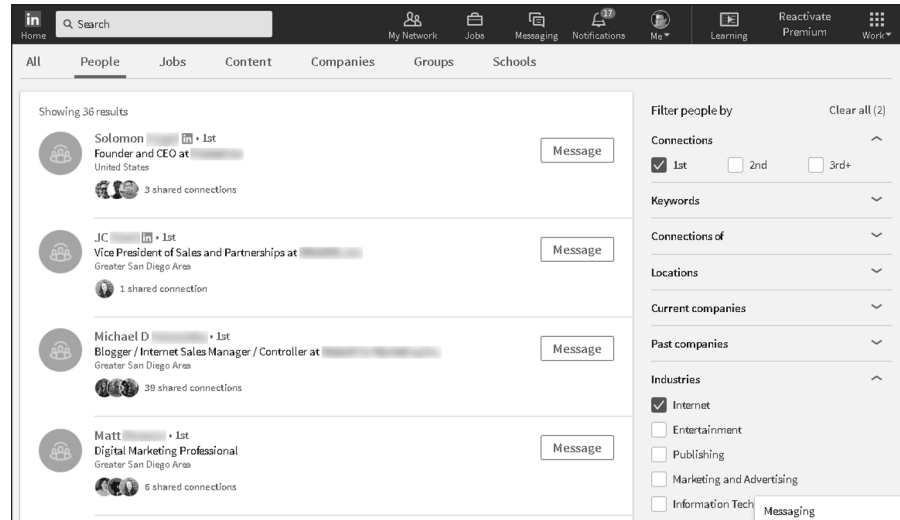 in
Search
17
Home
My Network
Jobs
Messaging
Notifications
Me
Learning
Reactivate
Premium
Work
All
People
Jobs
Content
Companies
Groups
Schools
Showing 36 results
Solomon in • 1st
Founder and CEO at
United States
3 shared connections
Message
JC in • 1st
Vice President of Sales and Partnerships at
Greater San Diego Area
1 shared connection
Message
Michael D • 1st
Blogger / Internet Sales Manager / Controller at
Greater San Diego Area
39 shared connections
Message
Matt • 1st
Digital Marketing Professional
Greater San Diego Area
6 shared connections
Message
Filter people by
Clear all (2)
Connections
1st
2nd
3rd+
Keywords
Connections of
Locations
Current companies
Past companies
Industries
Internet
Entertainment
Publishing
Marketing and Advertising
Information Tech
Messaging